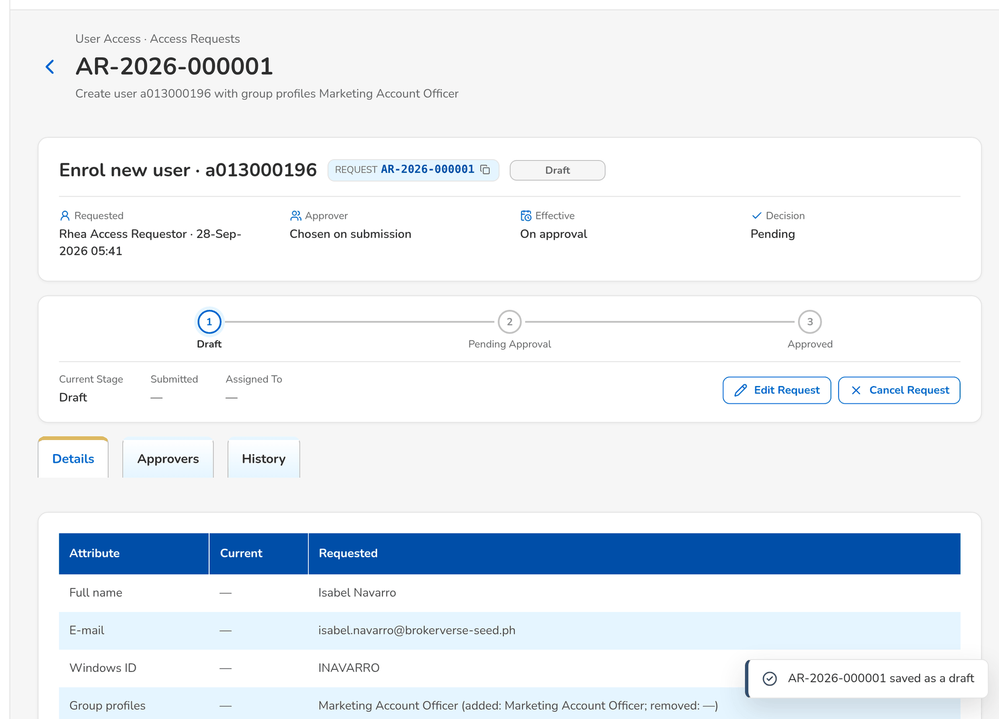 User Access · Access Requests
AR-2026-000001
Create user a013000196 with group profiles Marketing Account Officer
Enrol new user · a013000196
REQUEST AR-2026-000001
Draft
Requested
Rhea Access Requestor · 28-Sep-
2026 05:41
Approver
Chosen on submission
Effective
On approval
Decision
Pending
1
Draft
2
Pending Approval
3
Approved
Current Stage
Draft
Submitted
—
Assigned To
—
Edit Request
Cancel Request
Details
Approvers
History
Attribute Current Requested
Full name — Isabel Navarro
E-mail — isabel.navarro@brokerverse-seed.ph
Windows ID — INAVARRO
Group profiles — Marketing Account Officer (added: Marketing Account Officer; removed: —)
AR-2026-000001 saved as a draft